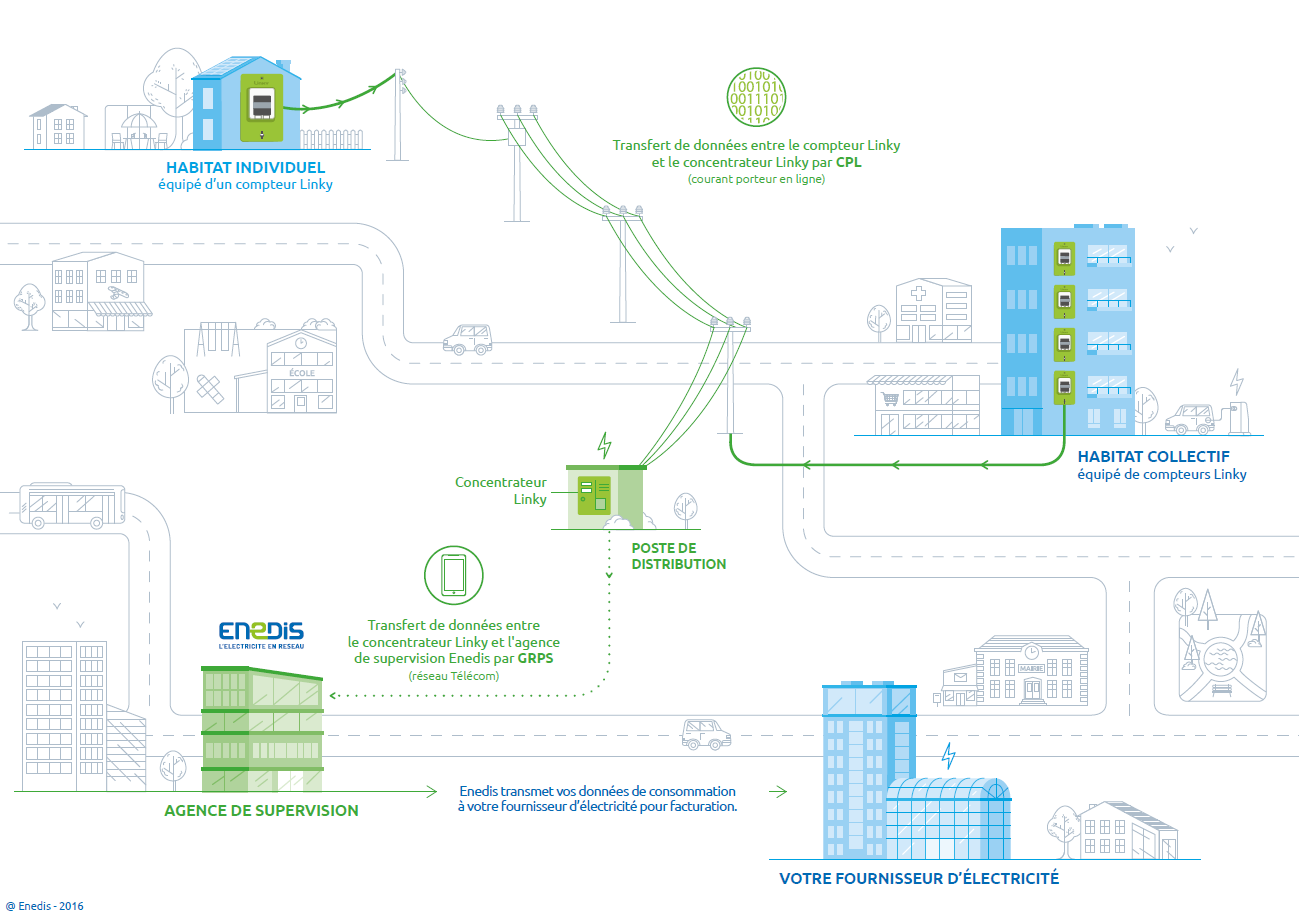 100101
0011101
0010101
HABITAT INDIVIDUEL
équipé d'un compteur Linky
Transfert de données entre le compteur Linky
et le concentrateur Linky par CPL
(courant porteur en ligne)
ÉCOLE
HABITAT COLLECTIF
équipé de compteurs Linky
Concentrateur
Linky
POSTE DE
DISTRIBUTION
ENEDIS
L'ELECTRICITE EN RESEAU
Transfert de données entre
le concentrateur Linky et l'agence
de supervision Enedis par GRPS
(réseau Télécom)
MAIRIE
AGENCE DE SUPERVISION
Enedis transmet vos données de consommation
à votre fournisseur d'électricité pour facturation.
VOTRE FOURNISSEUR D'ÉLECTRICITÉ
@ Enedis - 2016